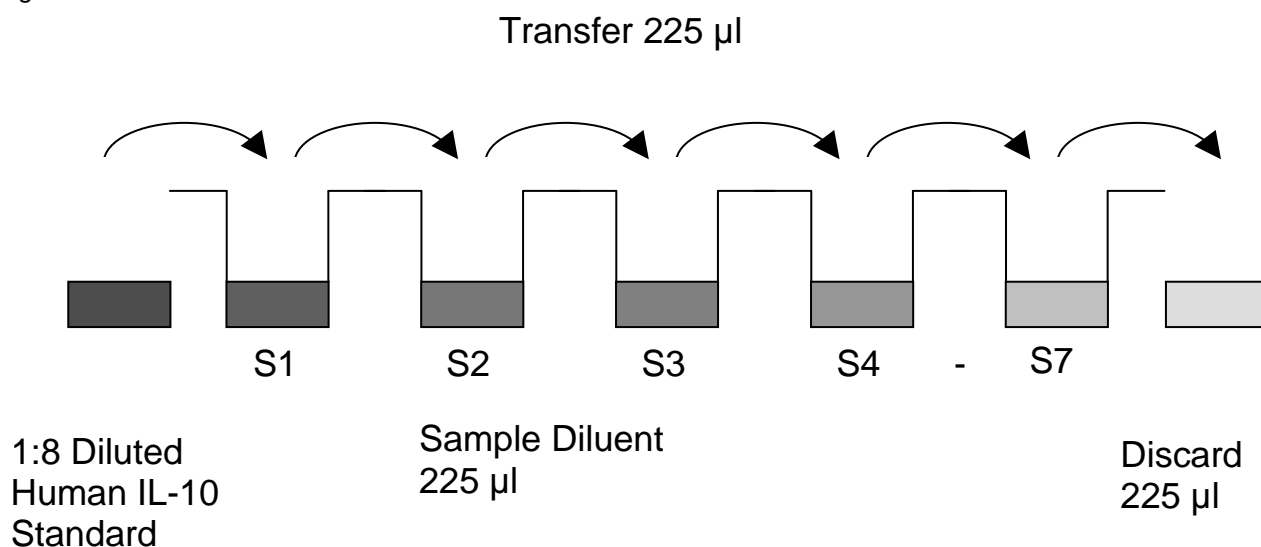 Transfer 225 µl
S1 S2 S3 S4 - S7
1:8 Diluted
Human IL-10
Standard
Sample Diluent
225 µl
Discard
225 µl